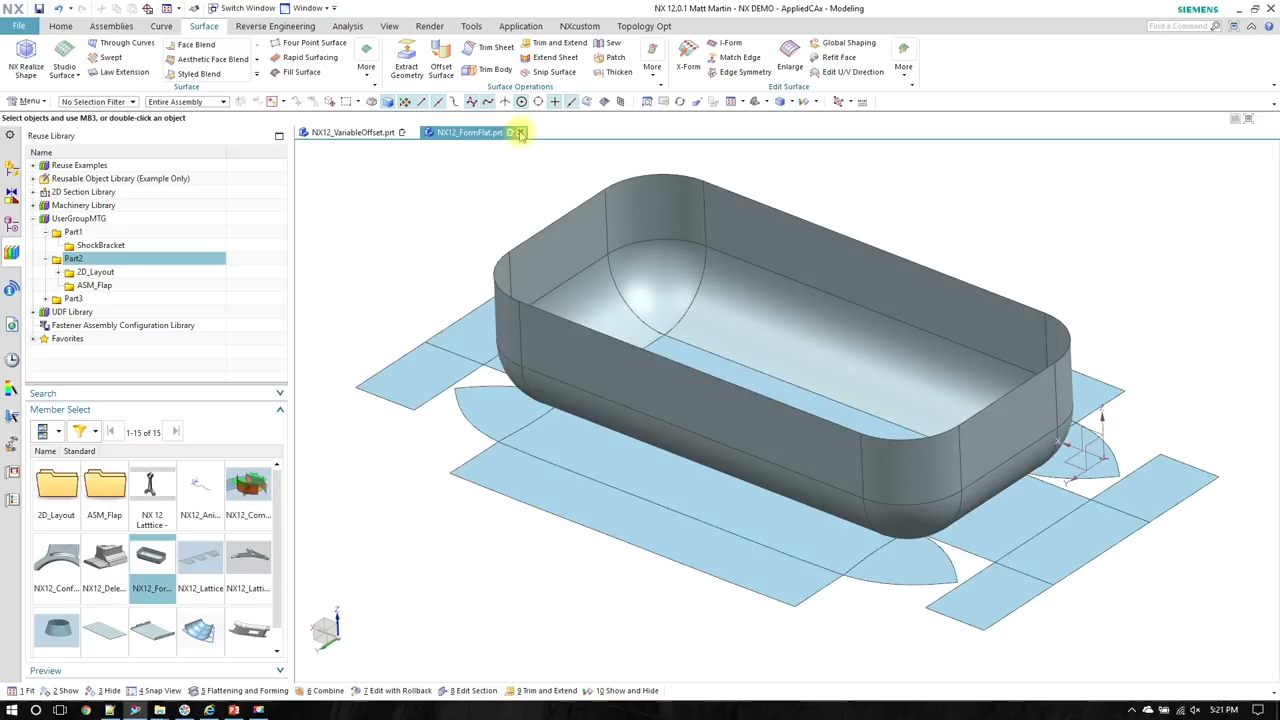 NX
Switch Window
Window
NX 12.0.1 Matt Martin - NX DEMO - AppliedCAx - Modeling
SIEMENS
File
Home
Assemblies
Curve
Surface
Reverse Engineering
Analysis
View
Render
Tools
Application
NXcustom
Topology Opt
Find a Command
NX Realize Shape
Studio Surface
Through Curves
Swept
Law Extension
Face Blend
Aesthetic Face Blend
Styled Blend
Four Point Surface
Rapid Surfacing
Fill Surface
More
Surface
Extract Geometry
Offset Surface
Trim Sheet
Trim Body
Trim and Extend
Extend Sheet
Snip Surface
Sew
Patch
Thicken
More
Surface Operations
X-Form
I-Form
Match Edge
Edge Symmetry
Enlarge
Global Shaping
Refit Face
Edit U/V Direction
More
Edit Surface
Menu
No Selection Filter
Entire Assembly
Select objects and use MB3, or double-click an object
Reuse Library
NX12_VariableOffset.prt
NX12_FormFlat.prt
Name
Reuse Examples
Reusable Object Library (Example Only)
2D Section Library
Machinery Library
UserGroupMTG
Part1
ShockBracket
Part2
2D_Layout
ASM_Flap
Part3
UDF Library
Fastener Assembly Configuration Library
Favorites
Search
Member Select
1-15 of 15
Name
Standard
2D_Layout
ASM_Flap
NX 12 Latttice -
NX12_Ani...
NX12_Com...
NX12_Conf...
NX12_Dele...
NX12_For...
NX12_Lattice
NX12_Latti...
Preview
Z
X
Y
Z
X
Y
1 Fit
2 Show
3 Hide
4 Snap View
5 Flattening and Forming
6 Combine
7 Edit with Rollback
8 Edit Section
9 Trim and Extend
10 Show and Hide
5:21 PM